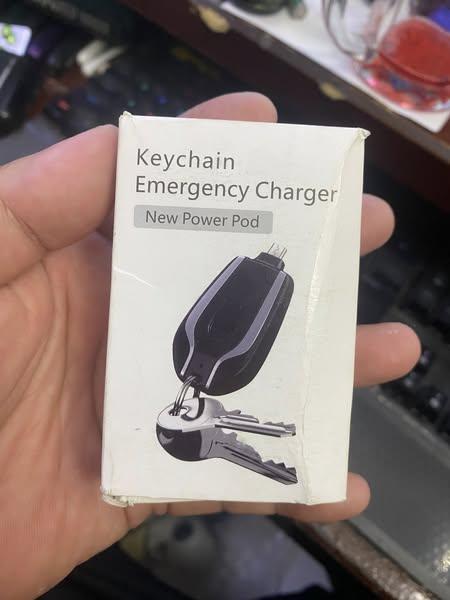 Keychain
Emergency Charger
New Power Pod